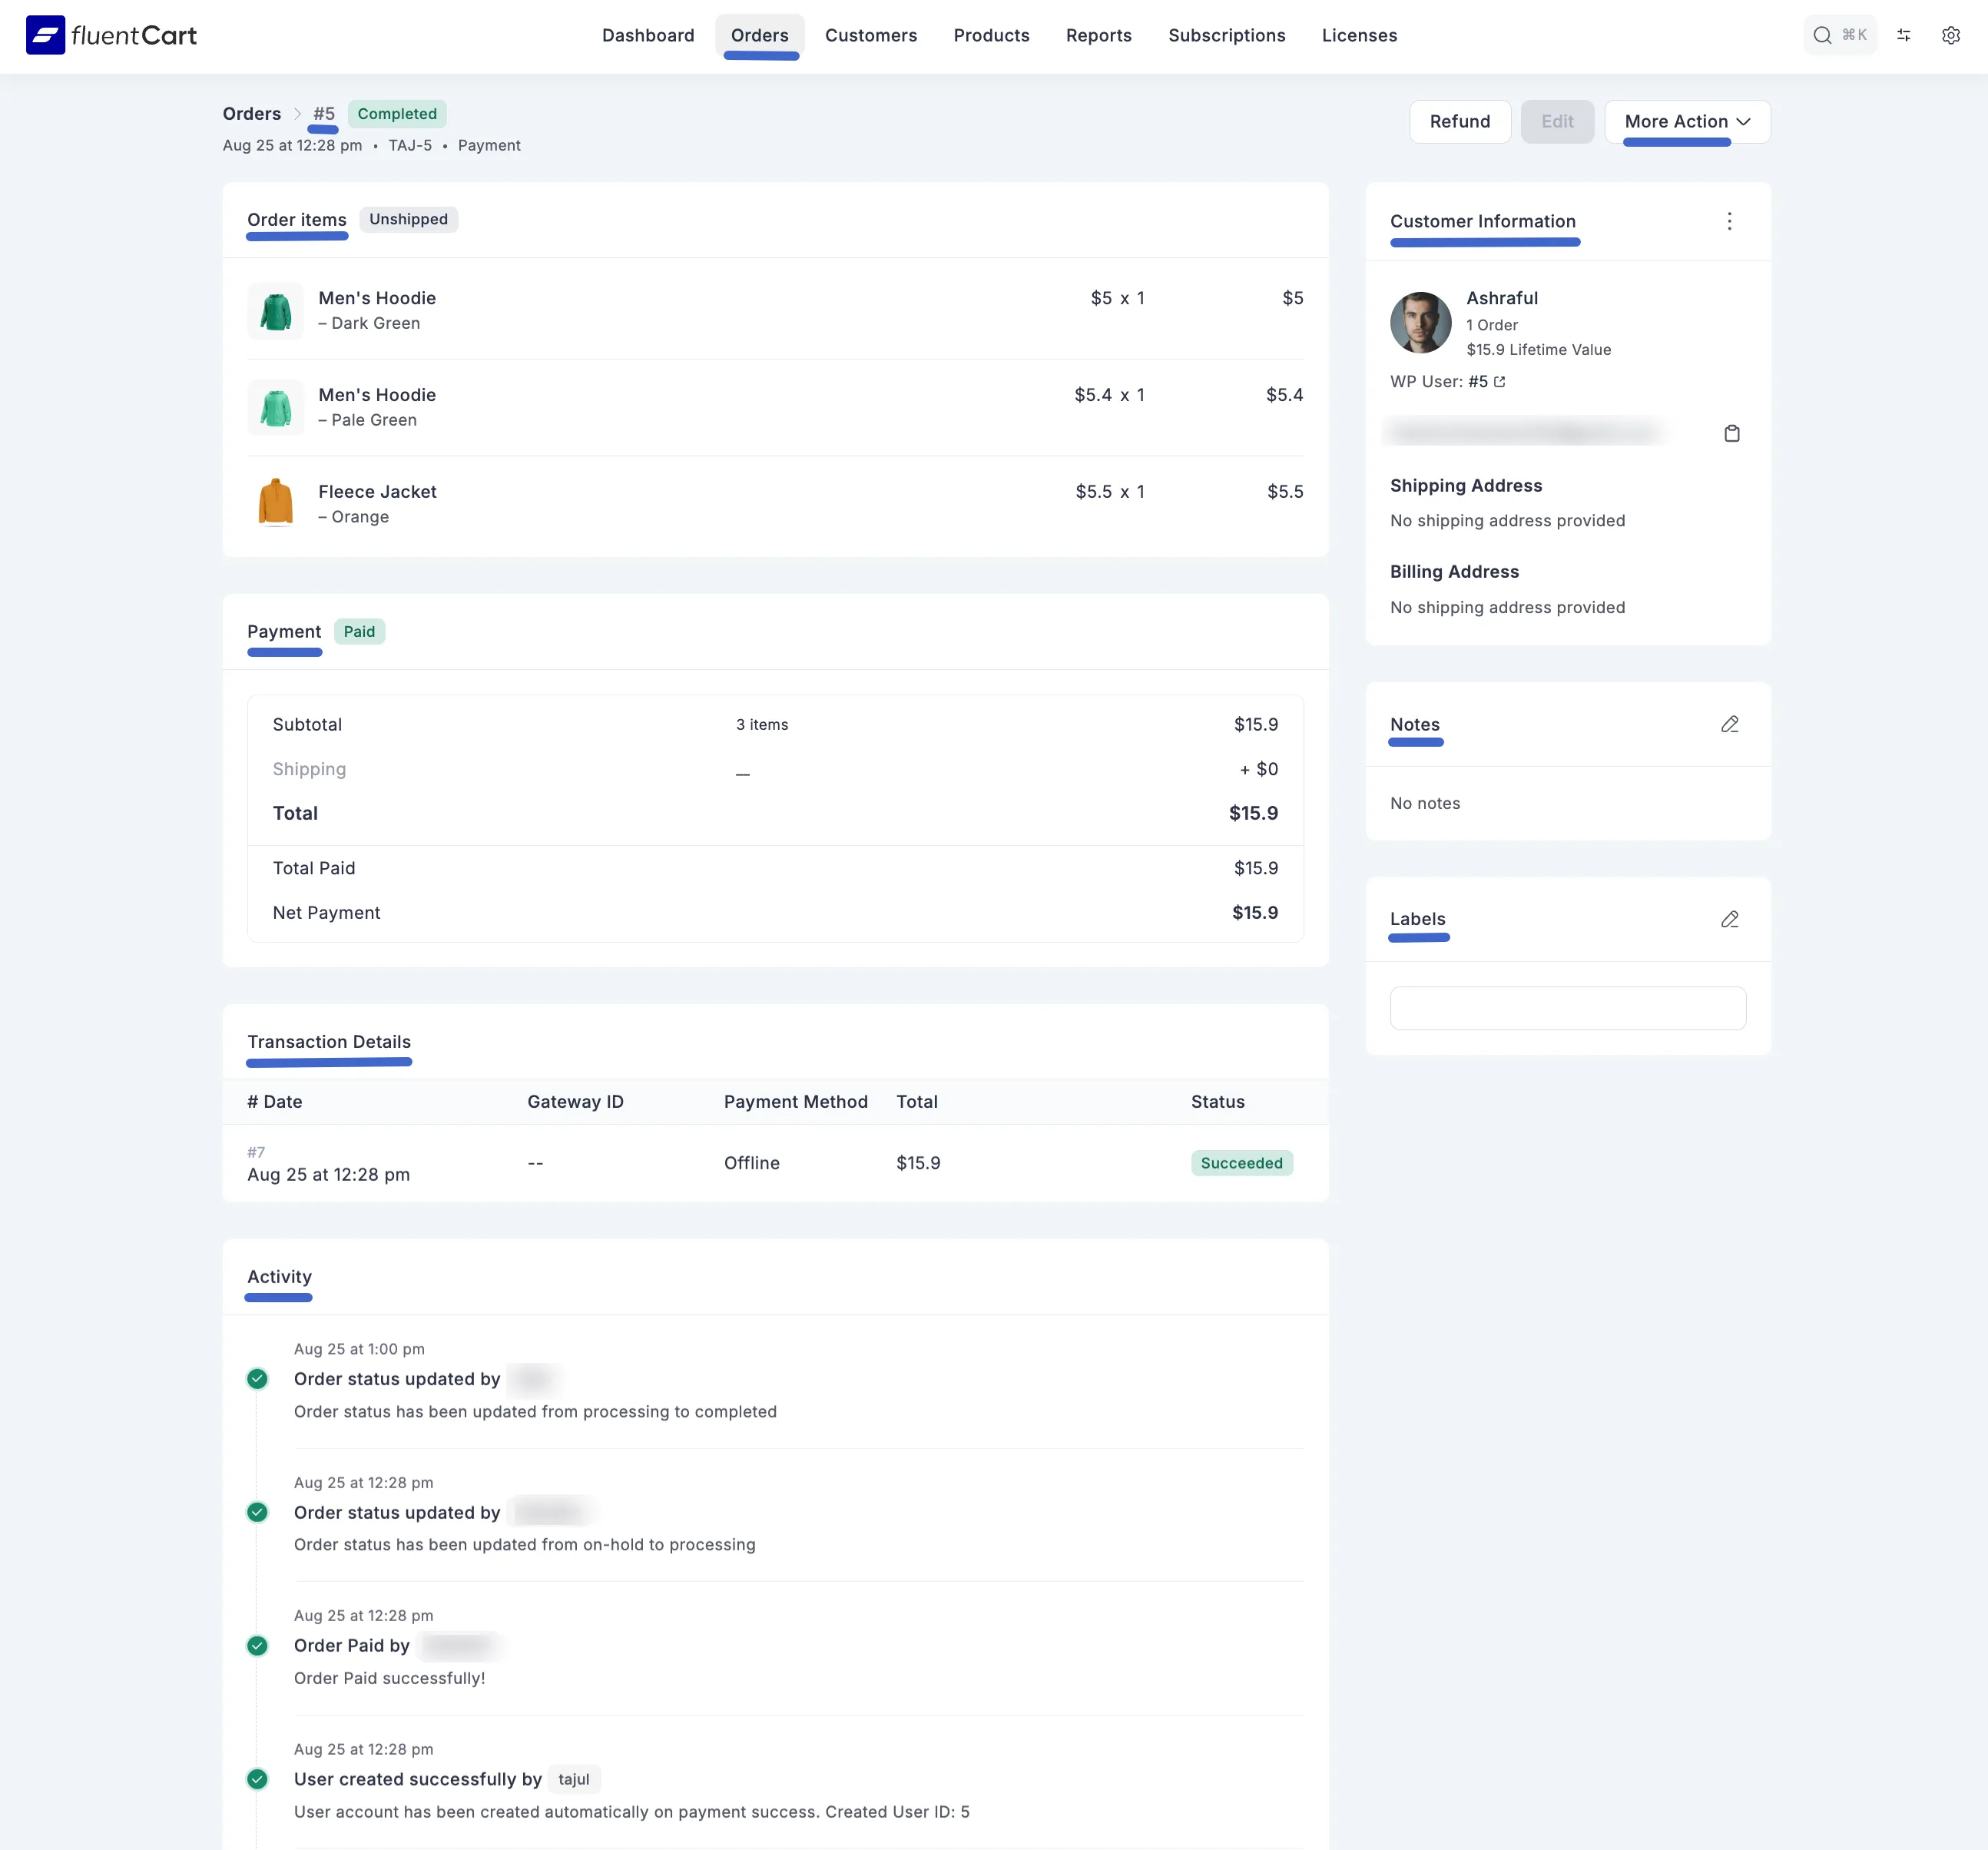 fluentCart
Dashboard Orders Customers Products Reports Subscriptions Licenses
⌘K
Orders > #5 Completed
Aug 25 at 12:28 pm • TAJ-5 • Payment
Refund Edit More Action
Order items Unshipped
Men's Hoodie $5 x 1 $5
– Dark Green
Men's Hoodie $5.4 x 1 $5.4
– Pale Green
Fleece Jacket $5.5 x 1 $5.5
– Orange
Payment Paid
Subtotal 3 items $15.9
Shipping — + $0
Total $15.9
Total Paid $15.9
Net Payment $15.9
Transaction Details
# Date Gateway ID Payment Method Total Status
#7
Aug 25 at 12:28 pm -- Offline $15.9 Succeeded
Activity
Aug 25 at 1:00 pm
Order status updated by
Order status has been updated from processing to completed
Aug 25 at 12:28 pm
Order status updated by
Order status has been updated from on-hold to processing
Aug 25 at 12:28 pm
Order Paid by
Order Paid successfully!
Aug 25 at 12:28 pm
User created successfully by tajul
User account has been created automatically on payment success. Created User ID: 5
Customer Information
Ashraful
1 Order
$15.9 Lifetime Value
WP User: #5
Shipping Address
No shipping address provided
Billing Address
No shipping address provided
Notes
No notes
Labels